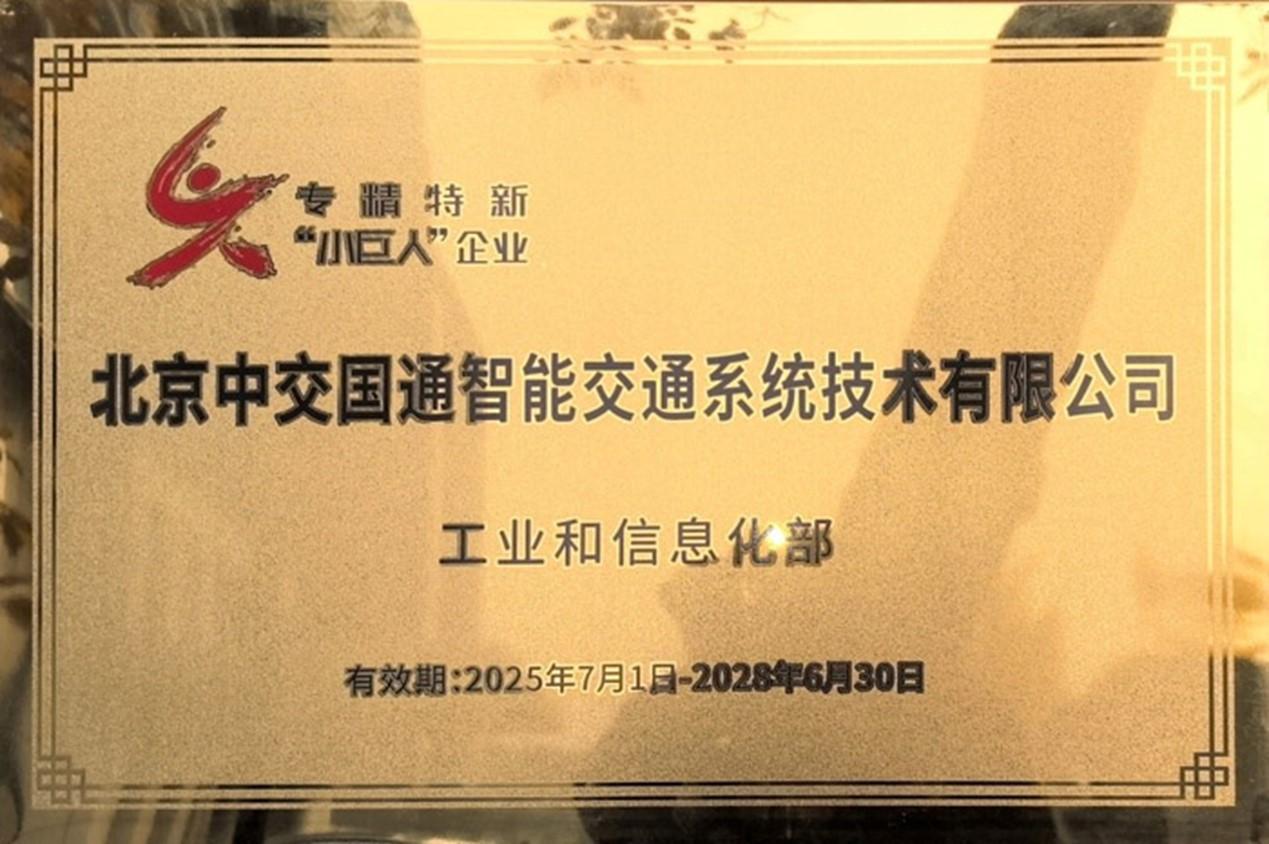 专精特新
“小巨人”企业
北京中交国通智能交通系统技术有限公司
工业和信息化部
有效期:2025年7月1日-2028年6月30日